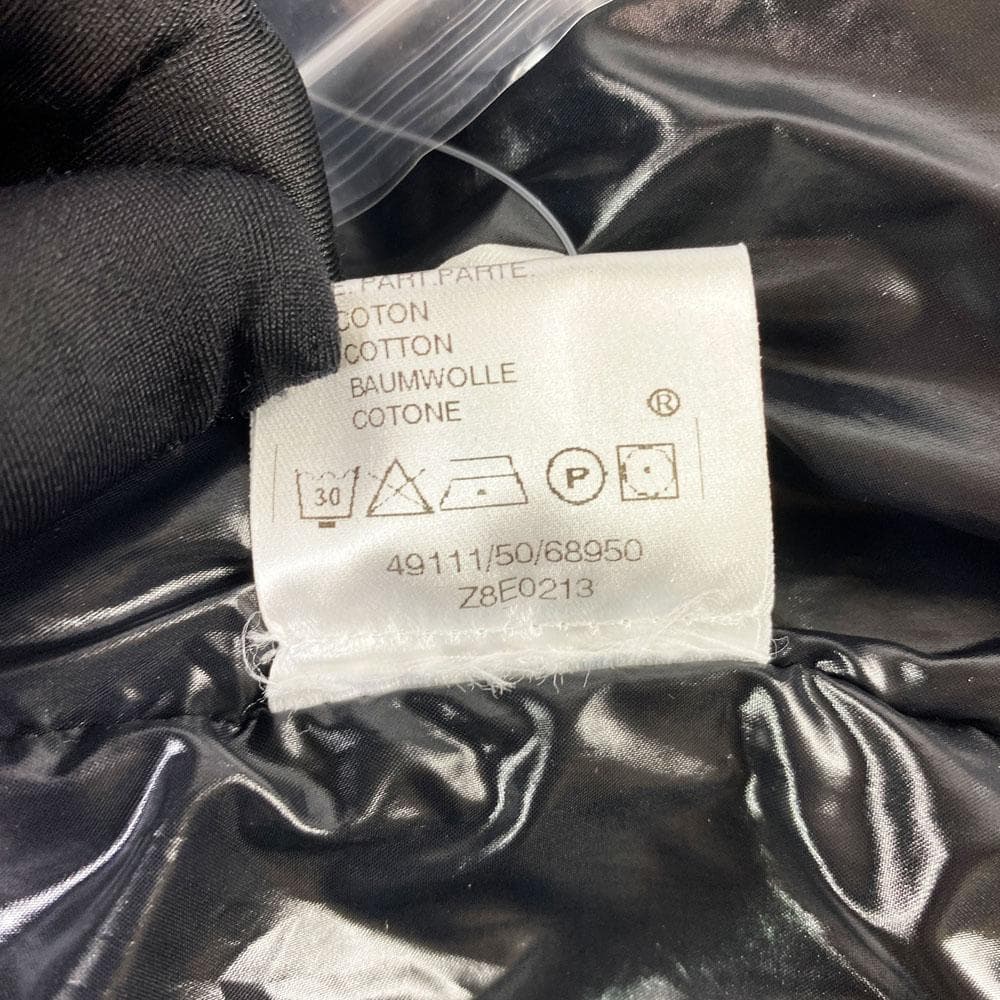 PART.PARTE.
COTON
COTTON
BAUMWOLLE
COTONE
®
30 P
49111/50/68950
Z8E0213